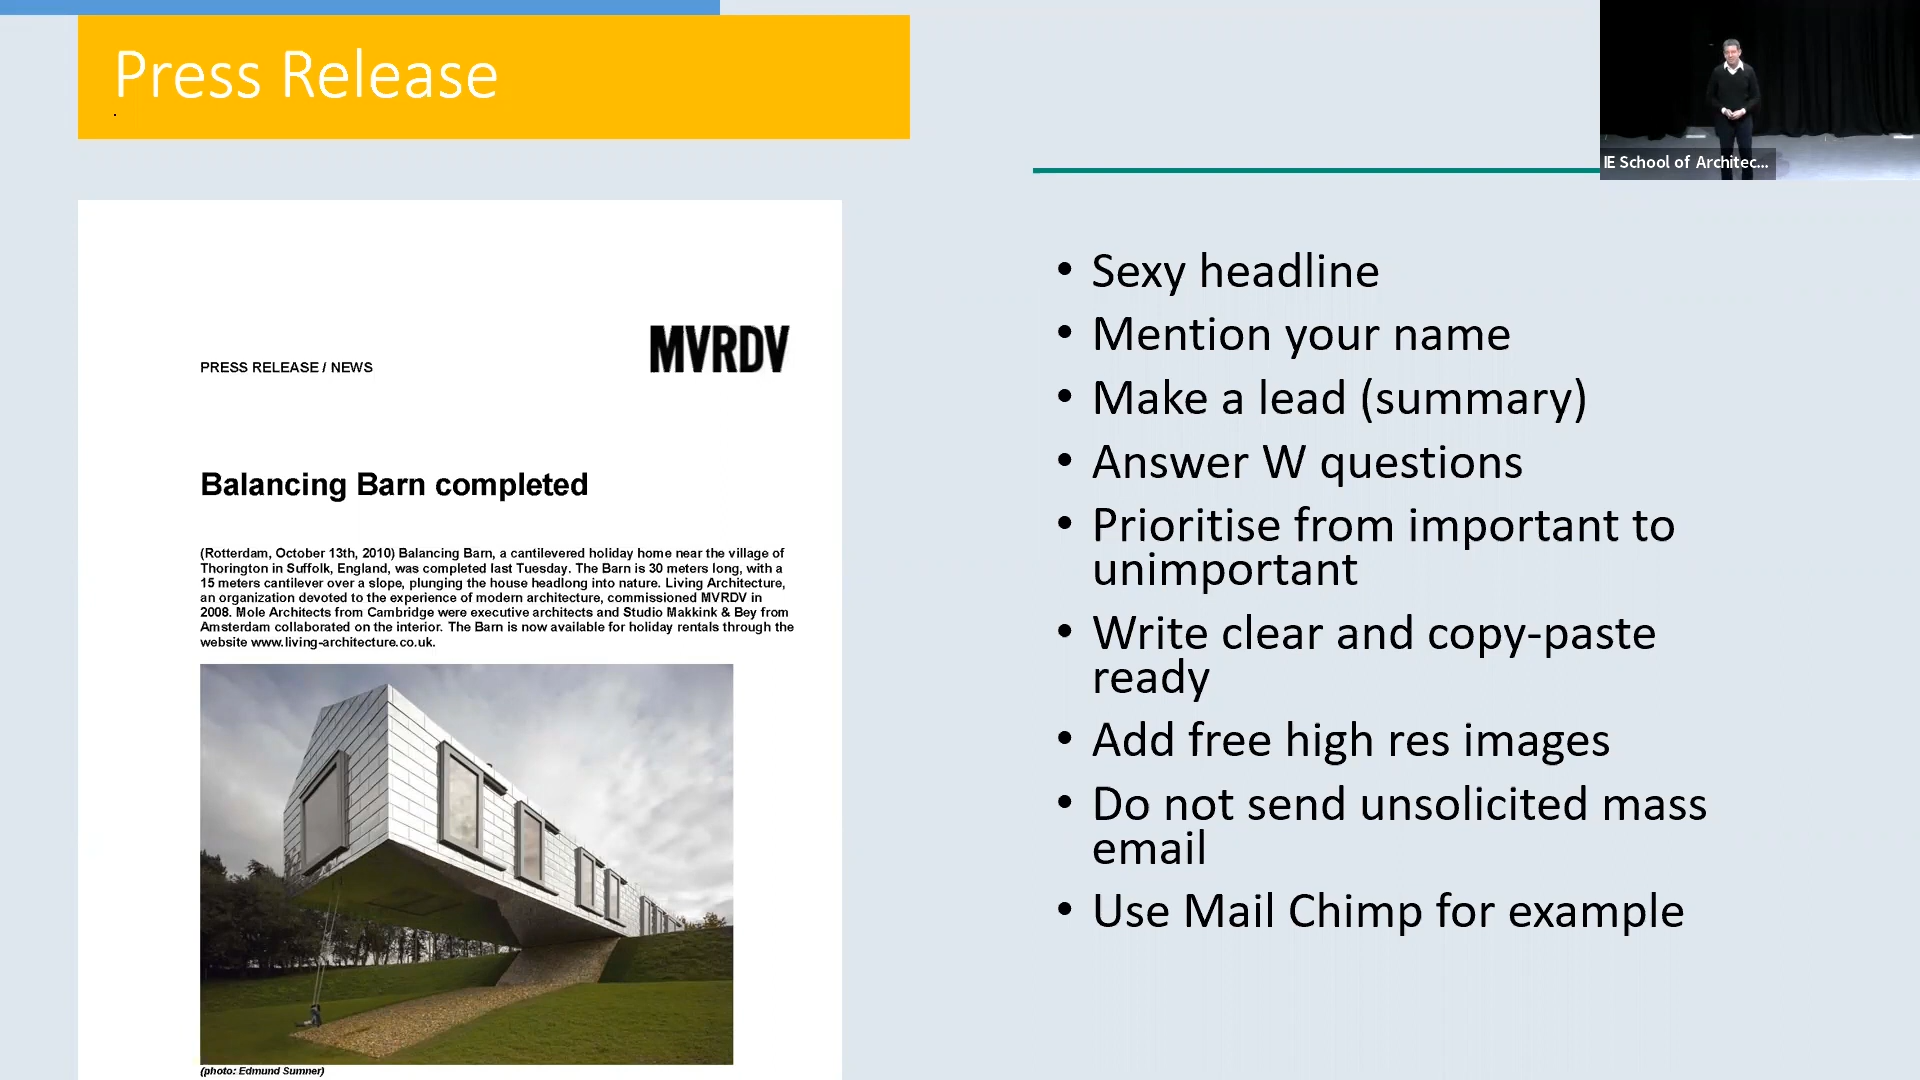 Press Release
.
IE School of Architec...
PRESS RELEASE / NEWS
MVRDV
Balancing Barn completed
(Rotterdam, October 13th, 2010) Balancing Barn, a cantilevered holiday home near the village of
Thorington in Suffolk, England, was completed last Tuesday. The Barn is 30 meters long, with a
15 meters cantilever over a slope, plunging the house headlong into nature. Living Architecture,
an organization devoted to the experience of modern architecture, commissioned MVRDV in
2008. Mole Architects from Cambridge were executive architects and Studio Makkink & Bey from
Amsterdam collaborated on the interior. The Barn is now available for holiday rentals through the
website www.living-architecture.co.uk.
(photo: Edmund Sumner)
• Sexy headline
• Mention your name
• Make a lead (summary)
• Answer W questions
• Prioritise from important to
unimportant
• Write clear and copy-paste
ready
• Add free high res images
• Do not send unsolicited mass
email
• Use Mail Chimp for example